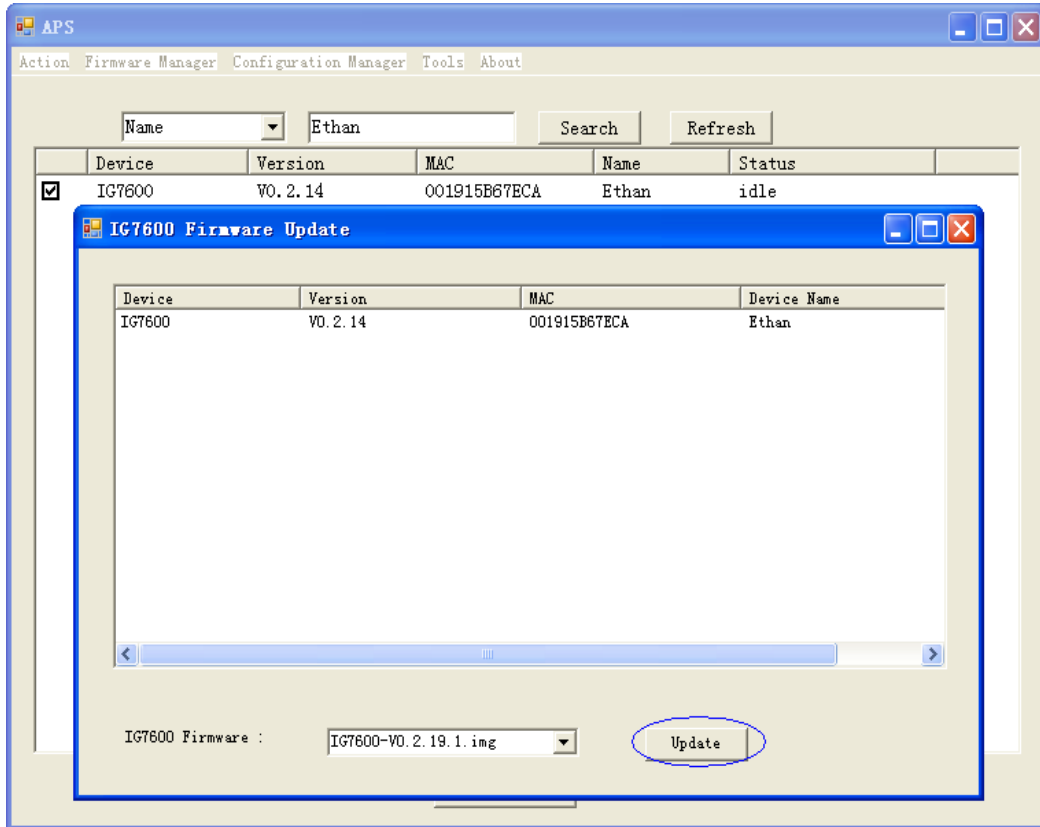 APS
Action Firmware Manager Configuration Manager Tools About
Name Ethan Search Refresh
Device Version MAC Name Status
IG7600 V0.2.14 001915B67ECA Ethan idle
IG7600 Firmware Update
Device Version MAC Device Name
IG7600 V0.2.14 001915B67ECA Ethan
IG7600 Firmware : IG7600-V0.2.19.1.img Update